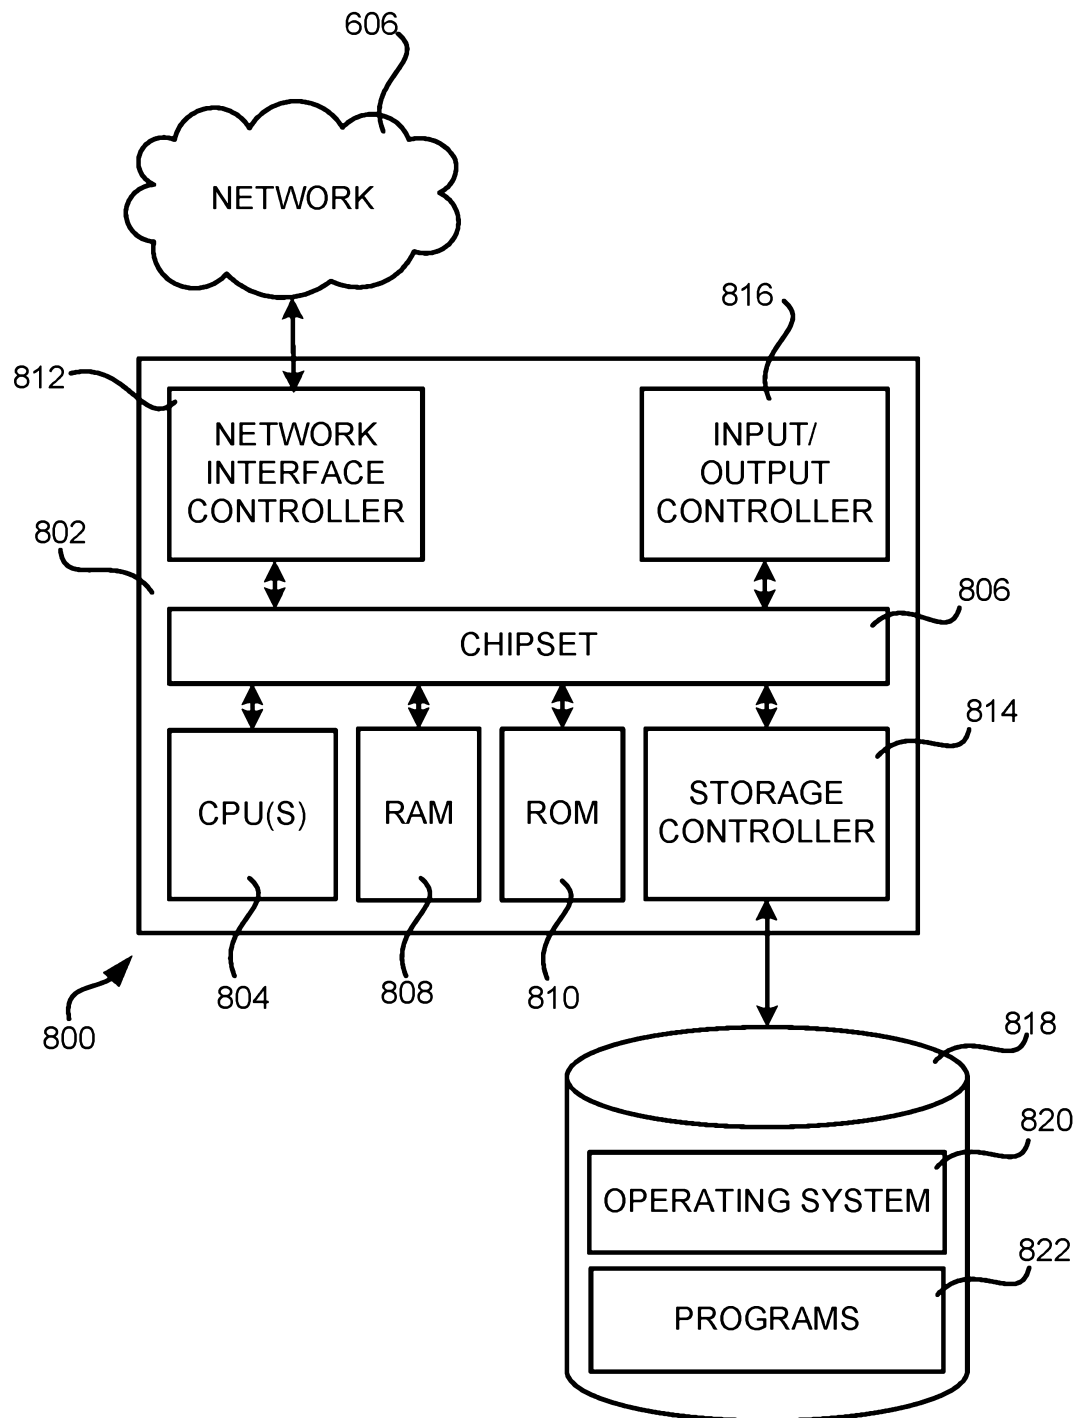 606
NETWORK
816
812
NETWORK
INTERFACE
CONTROLLER
INPUT/
OUTPUT
CONTROLLER
802
806
CHIPSET
814
CPU(S)
RAM
ROM
STORAGE
CONTROLLER
804
808
810
800
818
820
OPERATING SYSTEM
822
PROGRAMS